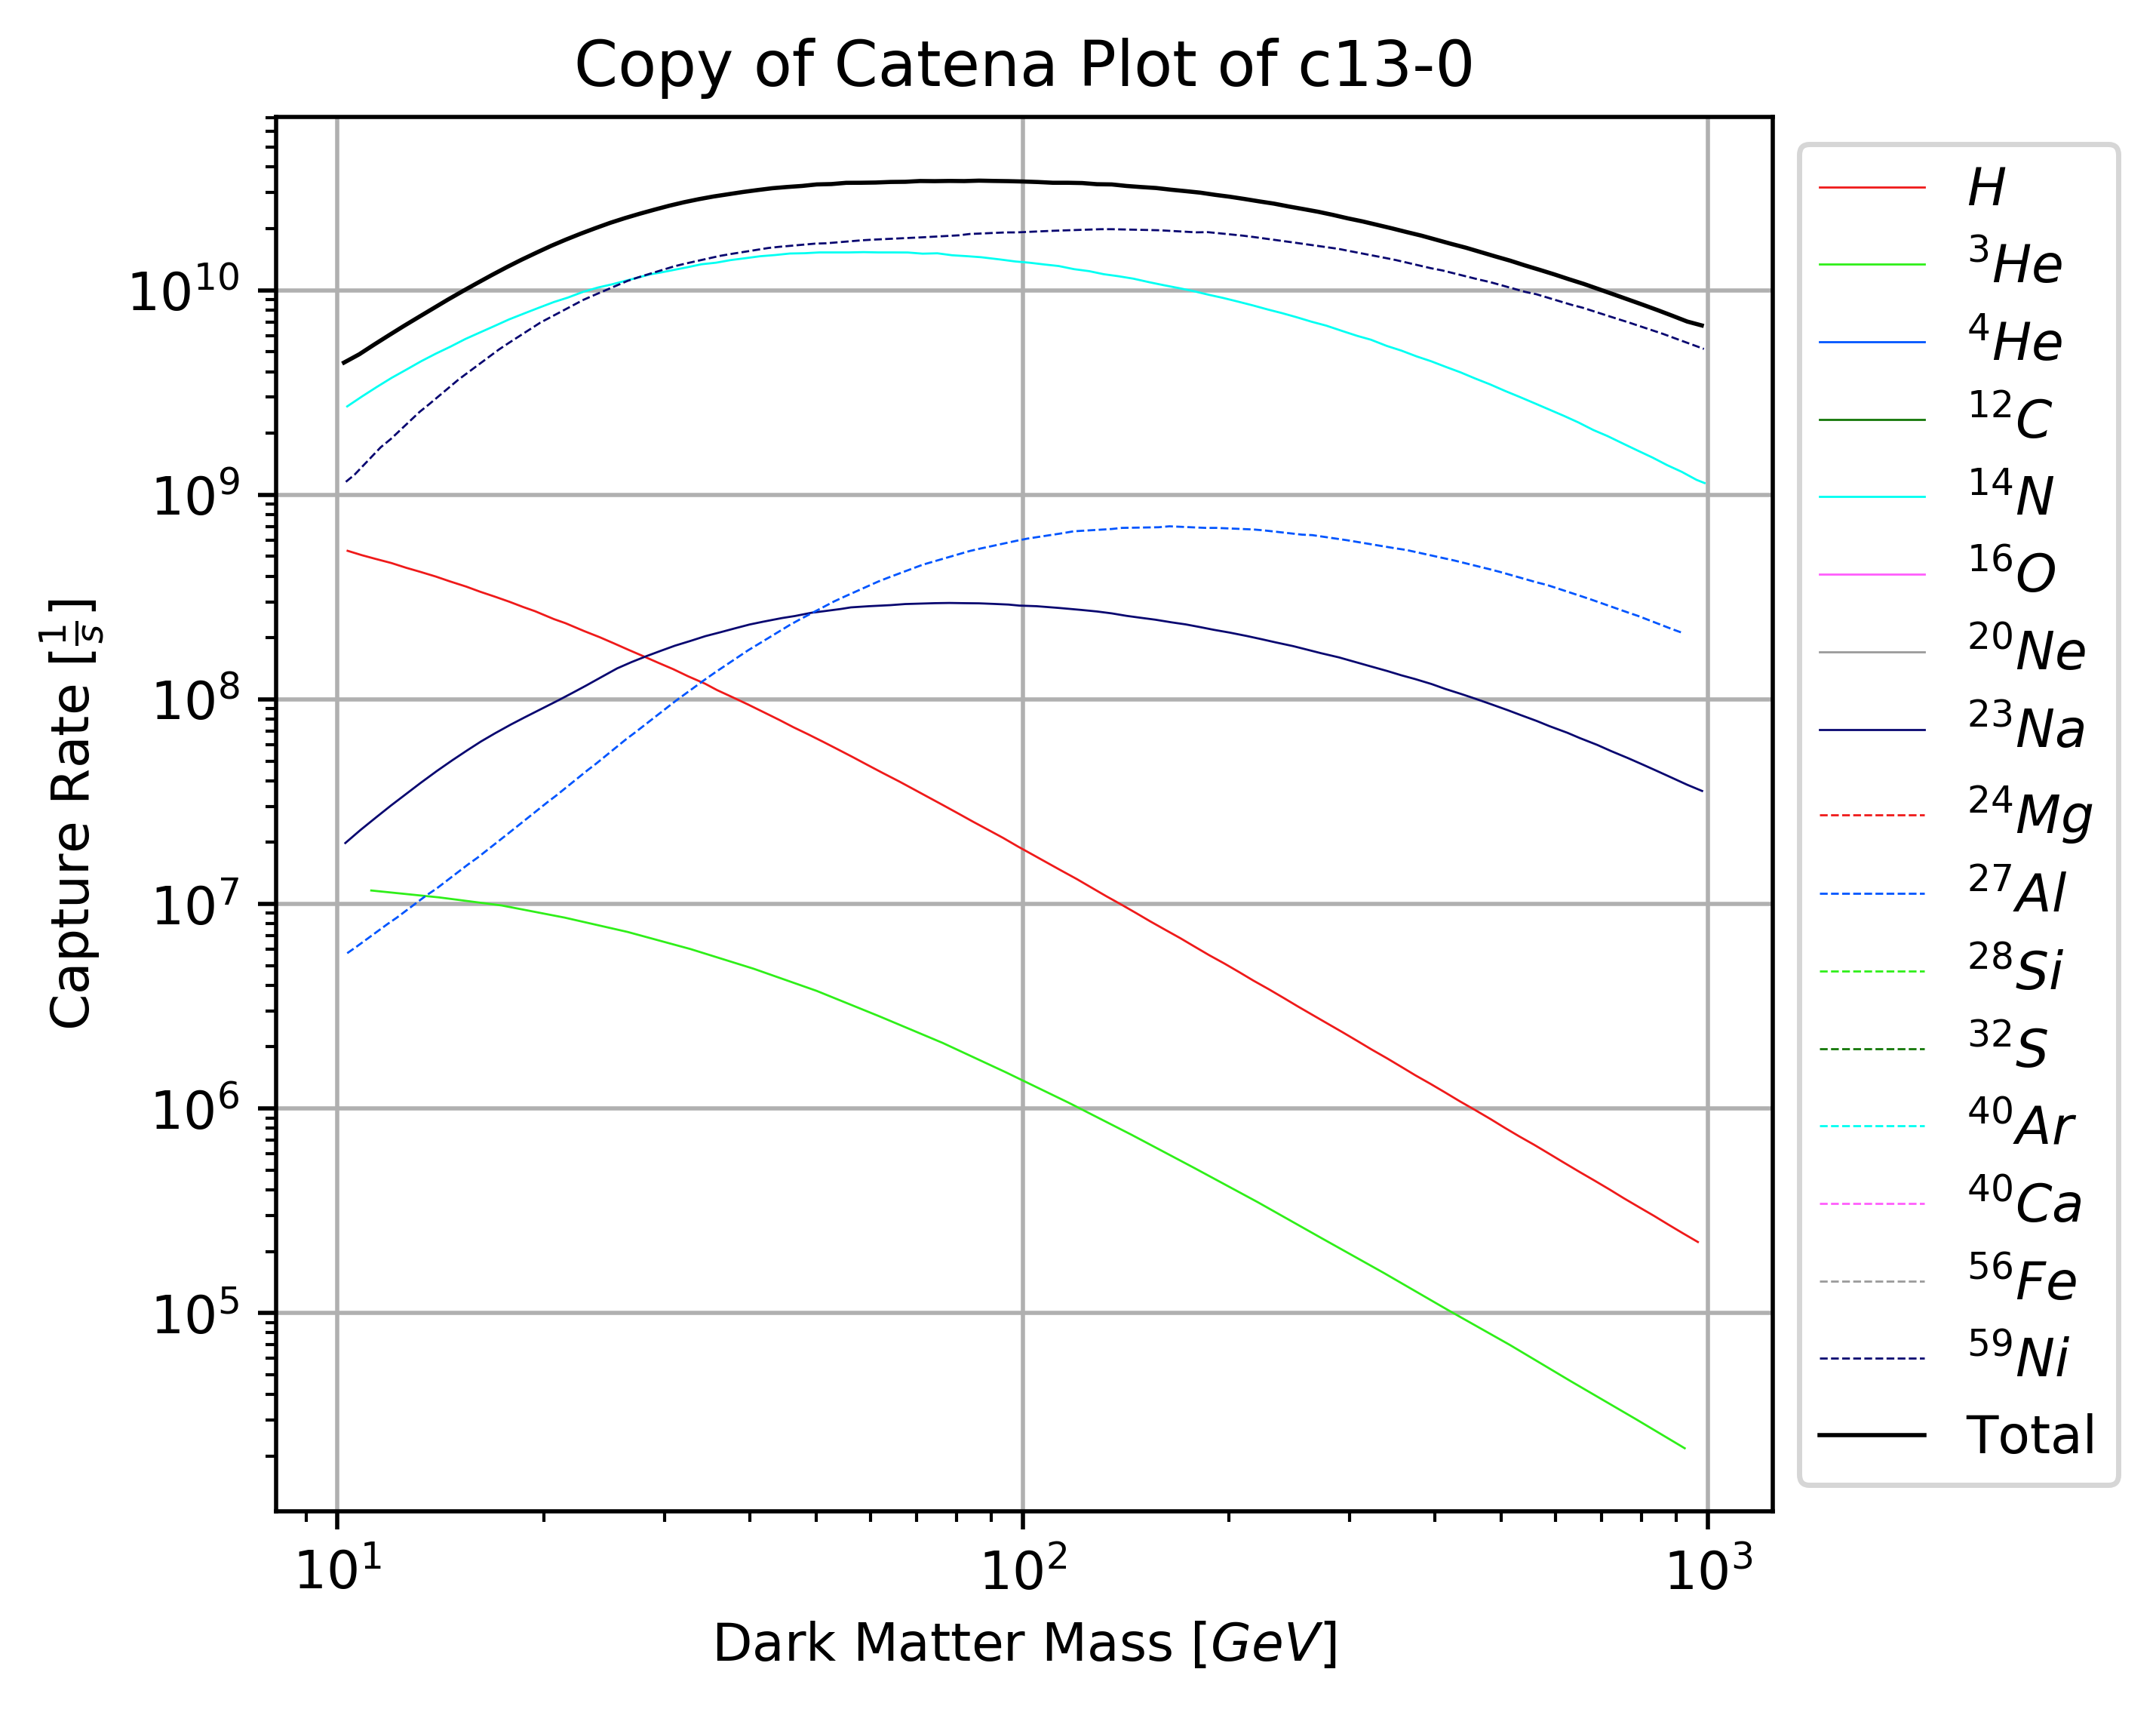 Copy of Catena Plot of c13-0
Capture Rate [1/s]
10^10
10^9
10^8
10^7
10^6
10^5
10^1
10^2
10^3
Dark Matter Mass [GeV]
H
^3He
^4He
^12C
^14N
^16O
^20Ne
^23Na
^24Mg
^27Al
^28Si
^32S
^40Ar
^40Ca
^56Fe
^59Ni
Total